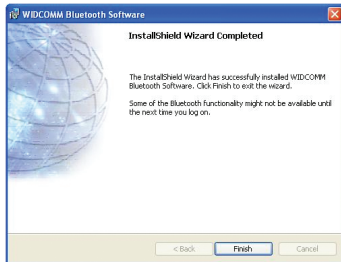 WIDCOMM Bluetooth Software
InstallShield Wizard Completed
The InstallShield Wizard has successfully installed WIDCOMM
Bluetooth Software. Click Finish to exit the wizard.
Some of the Bluetooth functionality might not be available until
the next time you log on.
< Back Finish Cancel